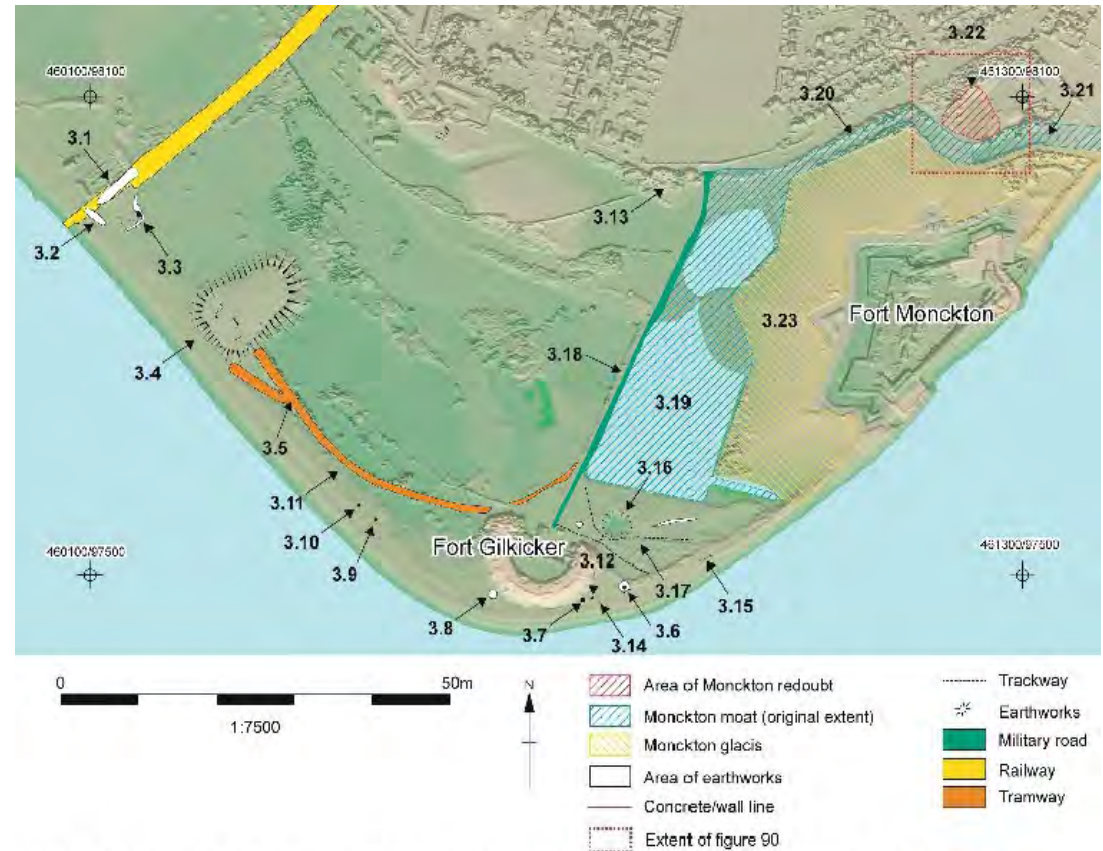 3.22
460100/98100
461300/98100
3.20
3.21
3.1
3.13
3.2
3.3
Fort Monckton
3.23
3.18
3.4
3.19
3.5
3.16
3.11
3.10
Fort Gilkicker
460100/97500
461300/97500
3.12
3.9
3.17
3.15
3.8
3.6
3.7
3.14
0
50m
1:7500
N
Area of Monckton redoubt
Monckton moat (original extent)
Monckton glacis
Area of earthworks
Concrete/wall line
Extent of figure 90
Trackway
Earthworks
Military road
Railway
Tramway